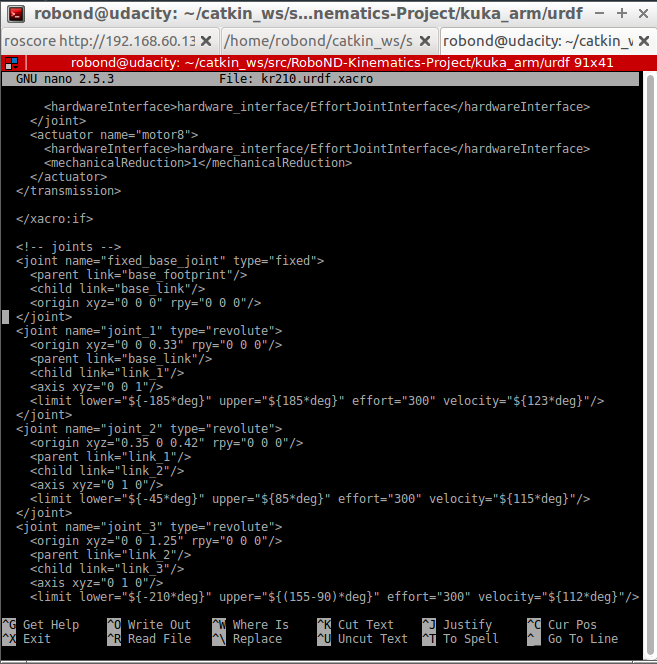 robond@udacity: ~/catkin_ws/s...nematics-Project/kuka_arm/urdf
roscore http://192.168.60.13
/home/robond/catkin_ws/s
robond@udacity: ~/catkin_w
robond@udacity: ~/catkin_ws/src/RoboND-Kinematics-Project/kuka_arm/urdf 91x41
GNU nano 2.5.3 File: kr210.urdf.xacro
<hardwareInterface>hardware_interface/EffortJointInterface</hardwareInterface>
</joint>
<actuator name="motor8">
<hardwareInterface>hardware_interface/EffortJointInterface</hardwareInterface>
<mechanicalReduction>1</mechanicalReduction>
</actuator>
</transmission>
</xacro:if>
<!-- joints -->
<joint name="fixed_base_joint" type="fixed">
<parent link="base_footprint"/>
<child link="base_link"/>
<origin xyz="0 0 0" rpy="0 0 0"/>
</joint>
<joint name="joint_1" type="revolute">
<origin xyz="0 0 0.33" rpy="0 0 0"/>
<parent link="base_link"/>
<child link="link_1"/>
<axis xyz="0 0 1"/>
<limit lower="${-185*deg}" upper="${185*deg}" effort="300" velocity="${123*deg}"/>
</joint>
<joint name="joint_2" type="revolute">
<origin xyz="0.35 0 0.42" rpy="0 0 0"/>
<parent link="link_1"/>
<child link="link_2"/>
<axis xyz="0 1 0"/>
<limit lower="${-45*deg}" upper="${85*deg}" effort="300" velocity="${115*deg}"/>
</joint>
<joint name="joint_3" type="revolute">
<origin xyz="0 0 1.25" rpy="0 0 0"/>
<parent link="link_2"/>
<child link="link_3"/>
<axis xyz="0 1 0"/>
<limit lower="${-210*deg}" upper="${(155-90)*deg}" effort="300" velocity="${112*deg}"/>
^G Get Help ^O Write Out ^W Where Is ^K Cut Text ^J Justify ^C Cur Pos
^X Exit ^R Read File ^\ Replace ^U Uncut Text ^T To Spell ^_ Go To Line